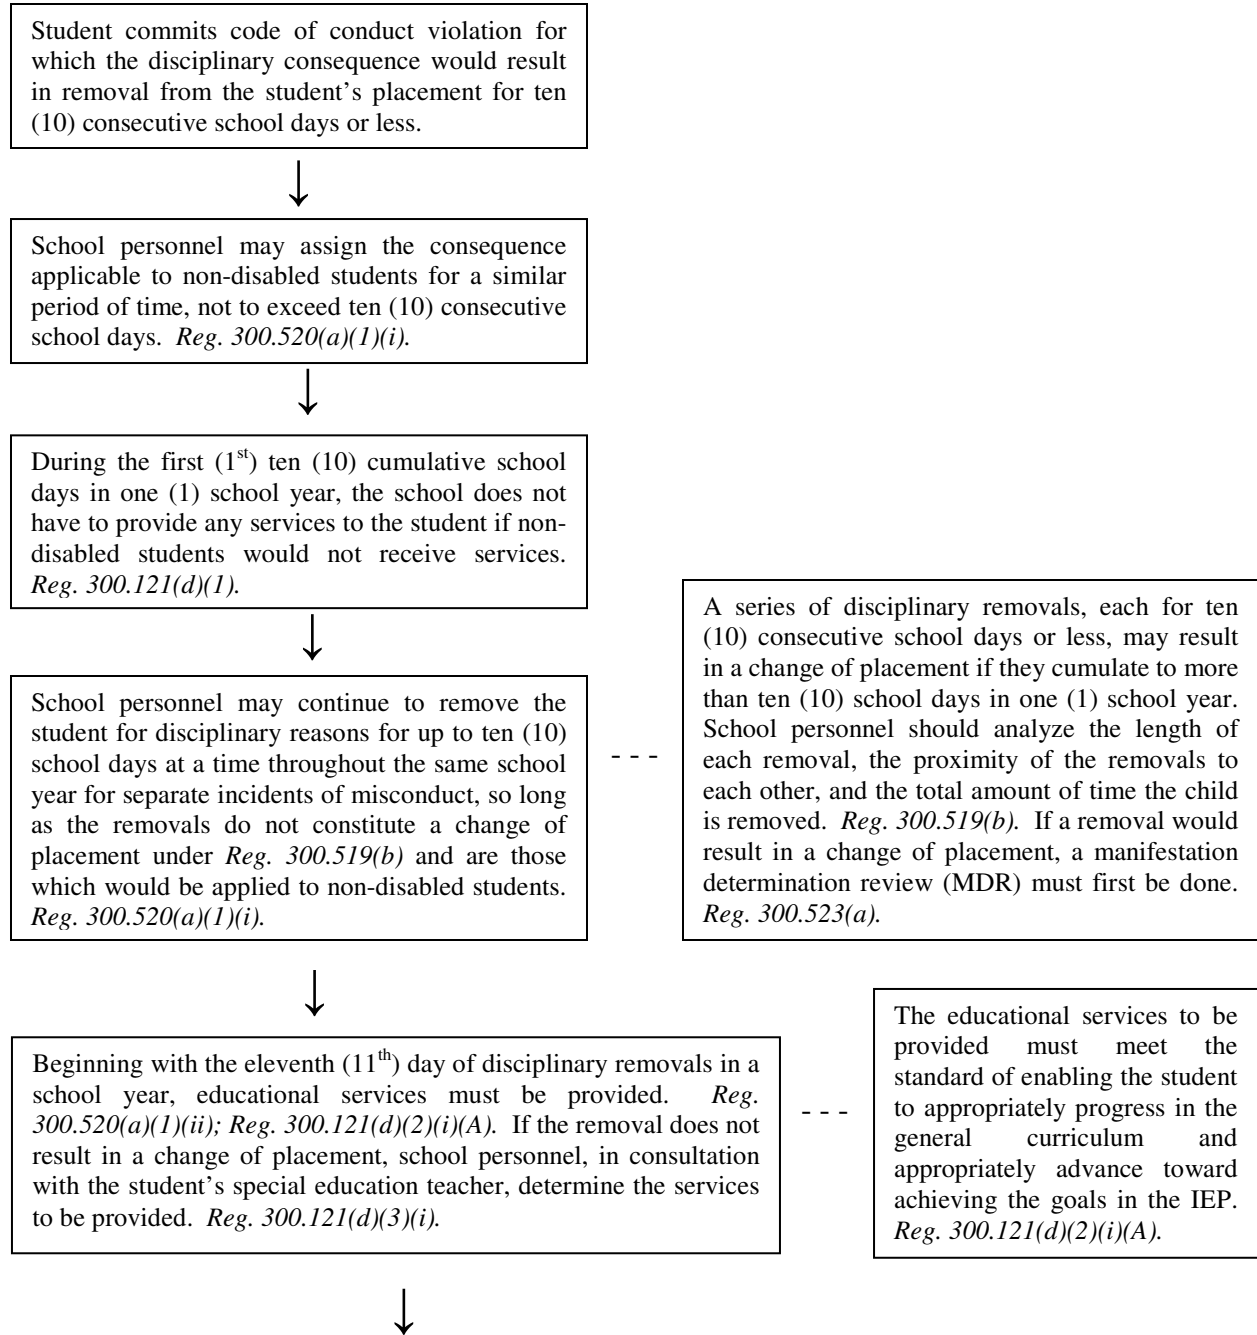 Student commits code of conduct violation for
which the disciplinary consequence would result
in removal from the student's placement for ten
(10) consecutive school days or less.
School personnel may assign the consequence
applicable to non-disabled students for a similar
period of time, not to exceed ten (10) consecutive
school days. Reg. 300.520(a)(1)(i).
During the first (1st) ten (10) cumulative school
days in one (1) school year, the school does not
have to provide any services to the student if non-
disabled students would not receive services.
Reg. 300.121(d)(1).
School personnel may continue to remove the
student for disciplinary reasons for up to ten (10)
school days at a time throughout the same school
year for separate incidents of misconduct, so long
as the removals do not constitute a change of
placement under Reg. 300.519(b) and are those
which would be applied to non-disabled students.
Reg. 300.520(a)(1)(i).
- - -
A series of disciplinary removals, each for ten
(10) consecutive school days or less, may result
in a change of placement if they cumulate to more
than ten (10) school days in one (1) school year.
School personnel should analyze the length of
each removal, the proximity of the removals to
each other, and the total amount of time the child
is removed. Reg. 300.519(b). If a removal would
result in a change of placement, a manifestation
determination review (MDR) must first be done.
Reg. 300.523(a).
Beginning with the eleventh (11th) day of disciplinary removals in a
school year, educational services must be provided. Reg.
300.520(a)(1)(ii); Reg. 300.121(d)(2)(i)(A). If the removal does not
result in a change of placement, school personnel, in consultation
with the student's special education teacher, determine the services
to be provided. Reg. 300.121(d)(3)(i).
- - -
The educational services to be
provided must meet the
standard of enabling the student
to appropriately progress in the
general curriculum and
appropriately advance toward
achieving the goals in the IEP.
Reg. 300.121(d)(2)(i)(A).